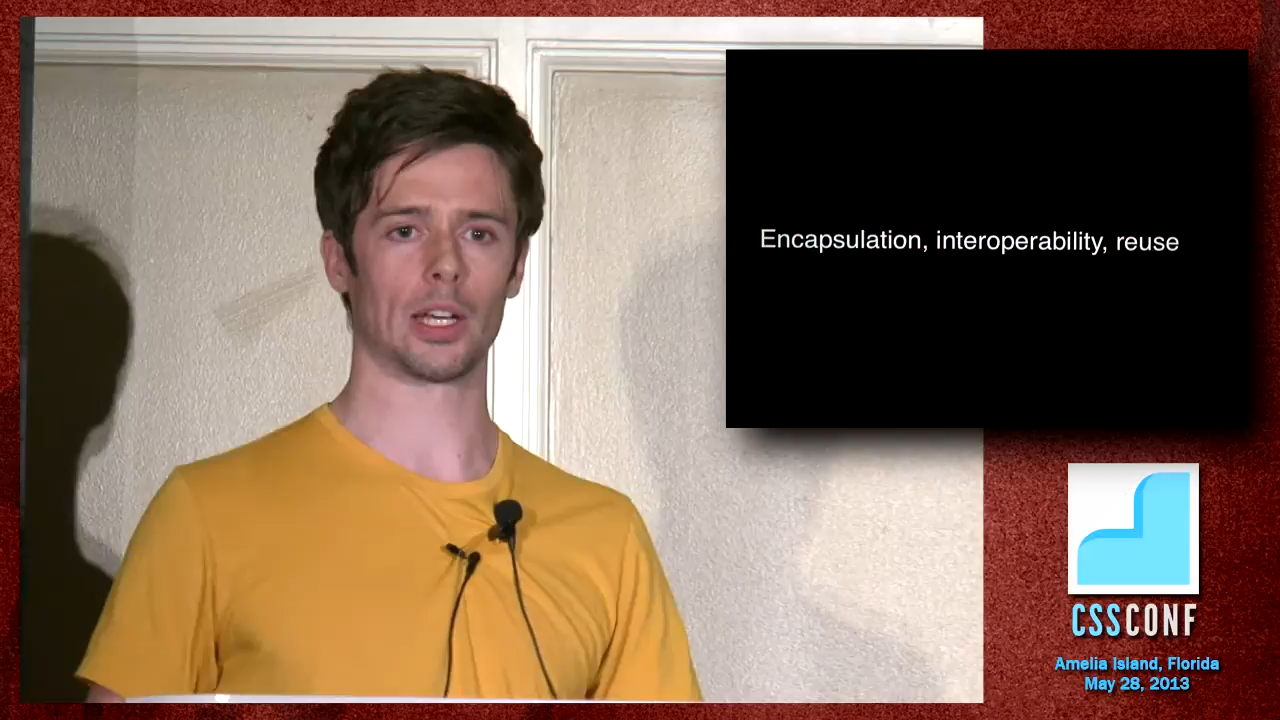 Encapsulation, interoperability, reuse
CSSCONF
Amelia Island, Florida
May 28, 2013